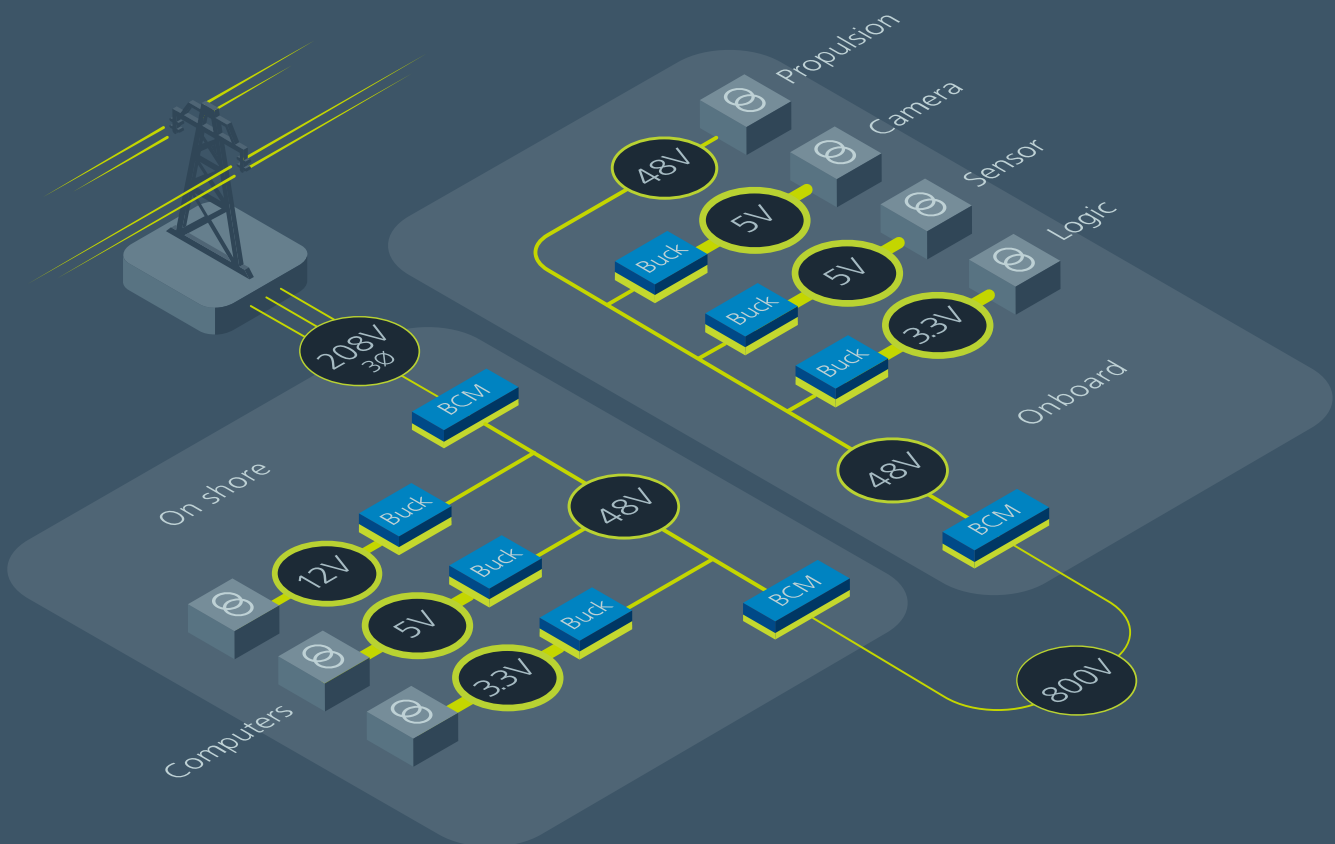 Propulsion
Camera
Sensor
Logic
48V
5V
5V
3.3V
Buck
Buck
Buck
Onboard
48V
BCM
208V
3Ø
BCM
On shore
48V
Buck
Buck
Buck
12V
5V
3.3V
BCM
Computers
800V